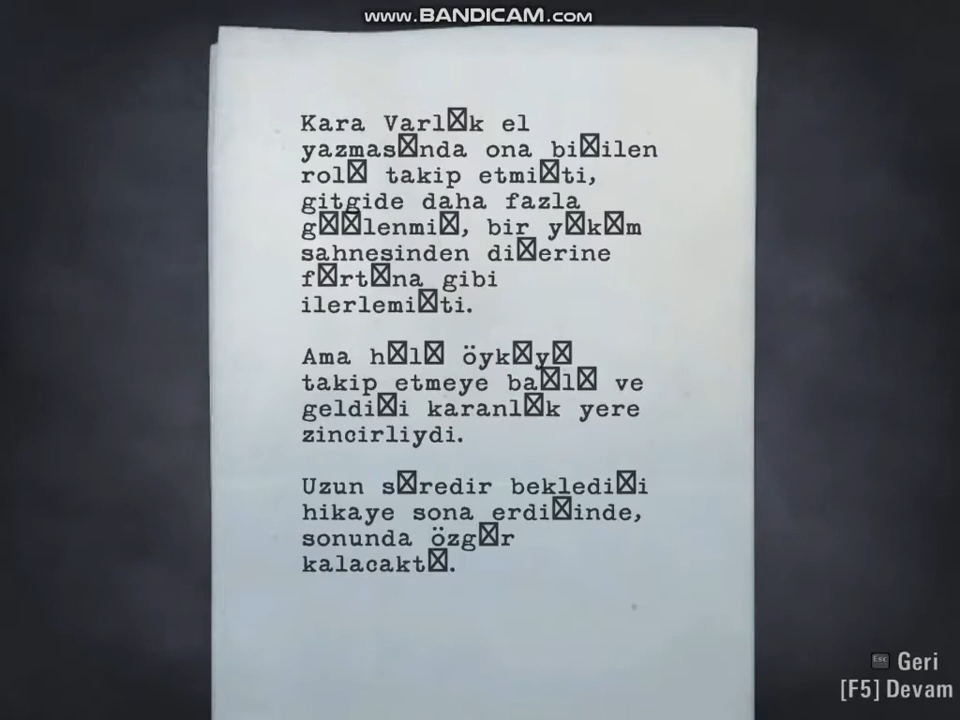 www.BANDICAM.com
Kara Varl☒k el
yazmas☒nda ona bi☒ilen
rol☒ takip etmi☒ti,
gitgide daha fazla
g☒☒lenmi☒, bir y☒k☒m
sahnesinden di☒erine
f☒rt☒na gibi
ilerlemi☒ti.
Ama h☒l☒ öyk☒y☒
takip etmeye ba☒l☒ ve
geldi☒i karanl☒k yere
zincirliydi.
Uzun s☒redir bekledi☒i
hikaye sona erdi☒inde,
sonunda özg☒r
kalacakt☒.
Esc Geri
[F5] Devam